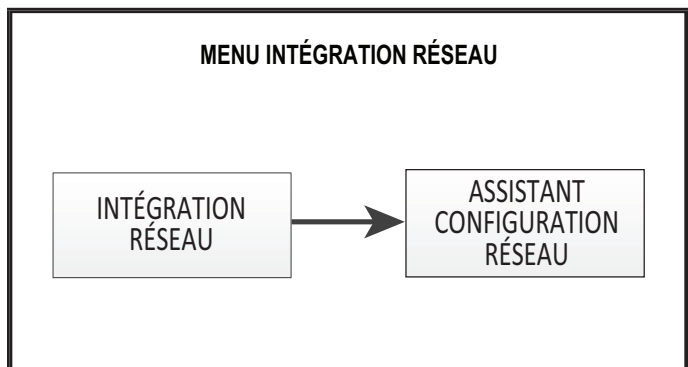 MENU INTÉGRATION RÉSEAU
INTÉGRATION
RÉSEAU
ASSISTANT
CONFIGURATION
RÉSEAU